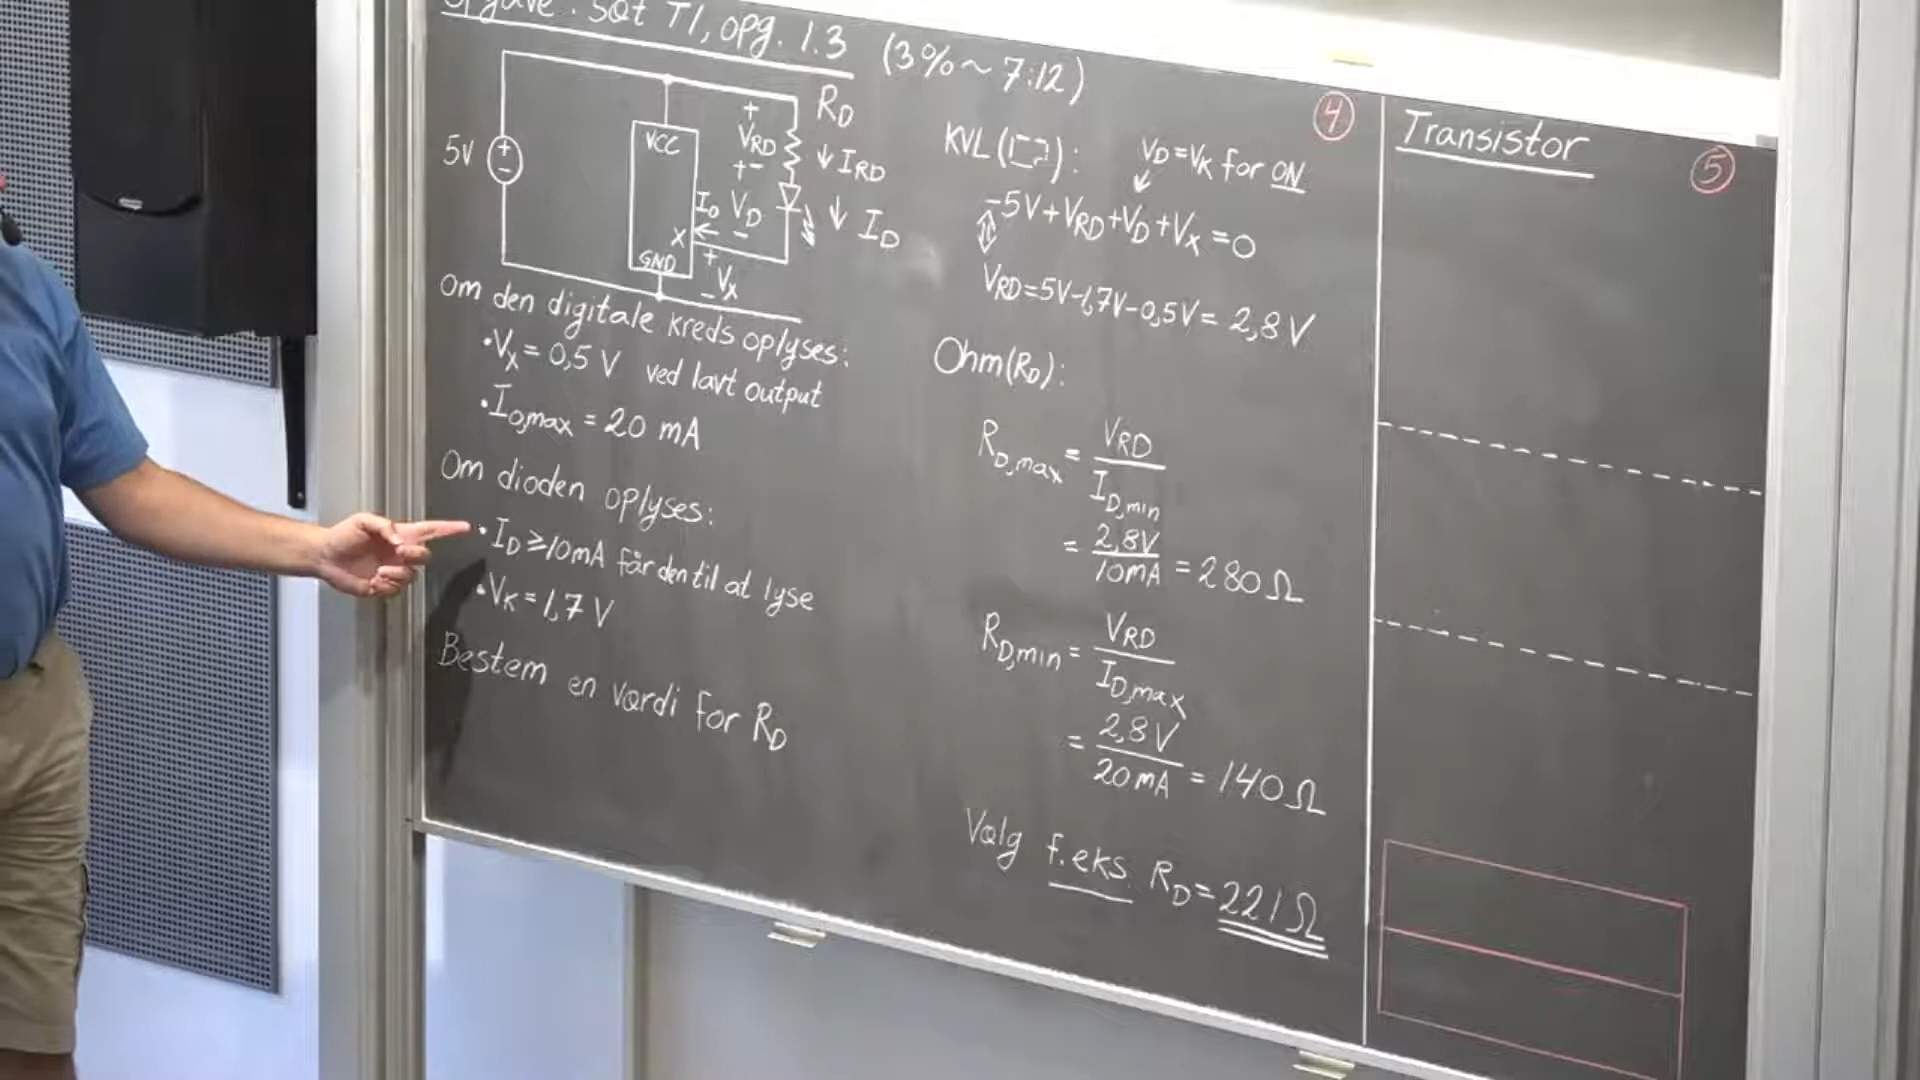 Opgave: Sæt T1, opg. 1.3 (3% ~ 7:12)
5V
+
-
VCC
X
GND
+
VRD
+ -
RD
↓ IRD
IO VD
←
-
↓ ID
+
VX
-
Om den digitale kreds oplyses:
• VX = 0,5 V ved lavt output
• IO,max = 20 mA
Om dioden oplyses:
• ID ≥ 10mA får den til at lyse
• VK = 1,7 V
Bestem en værdi for RD
4
KVL( ):
VD = VK for ON
-5V + VRD + VD + VX = 0
⇕
VRD = 5V - 1,7V - 0,5V = 2,8 V
Ohm(RD):
RD,max = VRD / ID,min
= 2,8V / 10mA = 280 Ω
RD,min = VRD / ID,max
= 2,8 V / 20 mA = 140 Ω
Vælg f.eks. RD = 221 Ω
Transistor
5